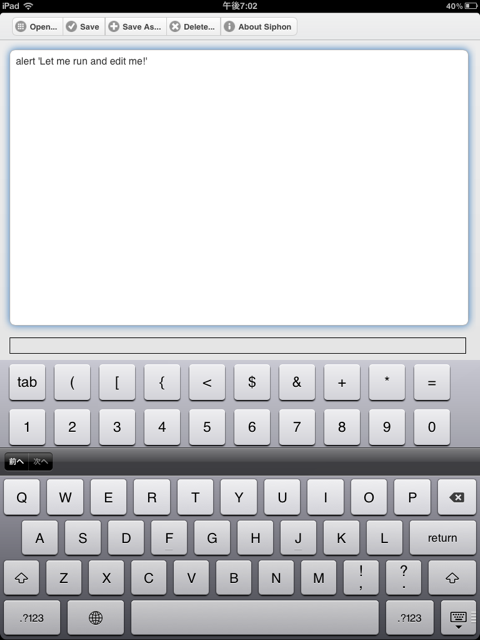 iPad 午後7:02 40%
Open... Save Save As... Delete... About Siphon
alert 'Let me run and edit me!'
tab ( [ { < $ & + * =
1 2 3 4 5 6 7 8 9 0
前へ 次へ
Q W E R T Y U I O P
A S D F G H J K L return
Z X C V B N M ! , ? .
.?123 .?123